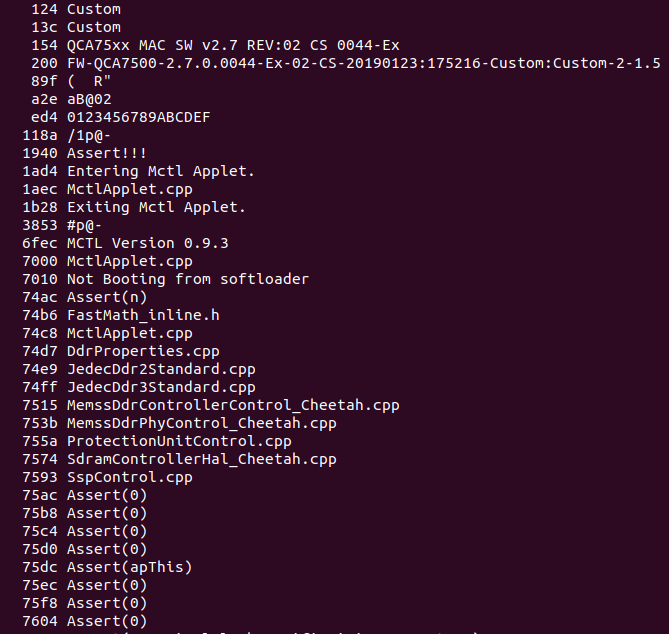 124 Custom
13c Custom
154 QCA75xx MAC SW v2.7 REV:02 CS 0044-Ex
200 FW-QCA7500-2.7.0.0044-Ex-02-CS-20190123:175216-Custom:Custom-2-1.5
89f (  R"
a2e aB@02
ed4 0123456789ABCDEF
118a /1p@-
1940 Assert!!!
1ad4 Entering Mctl Applet.
1aec MctlApplet.cpp
1b28 Exiting Mctl Applet.
3853 #p@-
6fec MCTL Version 0.9.3
7000 MctlApplet.cpp
7010 Not Booting from softloader
74ac Assert(n)
74b6 FastMath_inline.h
74c8 MctlApplet.cpp
74d7 DdrProperties.cpp
74e9 JedecDdr2Standard.cpp
74ff JedecDdr3Standard.cpp
7515 MemssDdrControllerControl_Cheetah.cpp
753b MemssDdrPhyControl_Cheetah.cpp
755a ProtectionUnitControl.cpp
7574 SdramControllerHal_Cheetah.cpp
7593 SspControl.cpp
75ac Assert(0)
75b8 Assert(0)
75c4 Assert(0)
75d0 Assert(0)
75dc Assert(apThis)
75ec Assert(0)
75f8 Assert(0)
7604 Assert(0)